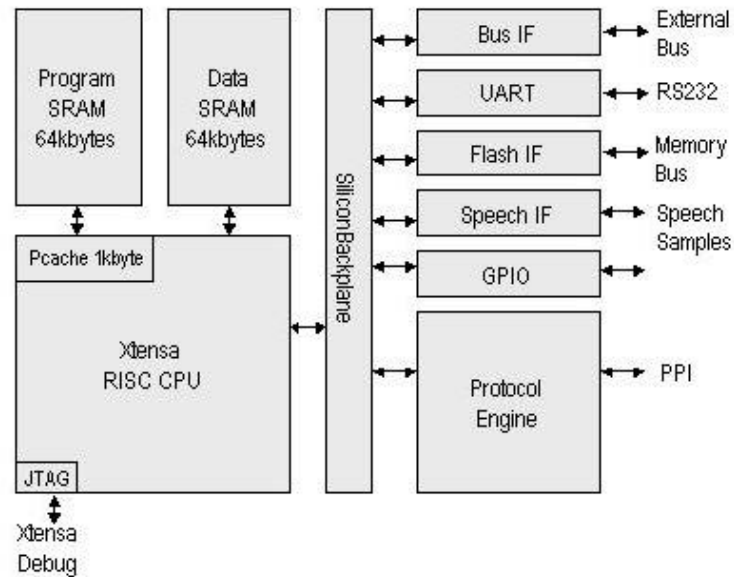 Program
SRAM
64kbytes
Data
SRAM
64kbytes
Pcache 1kbyte
Xtensa
RISC CPU
JTAG
Xtensa
Debug
SiliconBackplane
Bus IF
External
Bus
UART
RS232
Flash IF
Memory
Bus
Speech IF
Speech
Samples
GPIO
Protocol
Engine
PPI